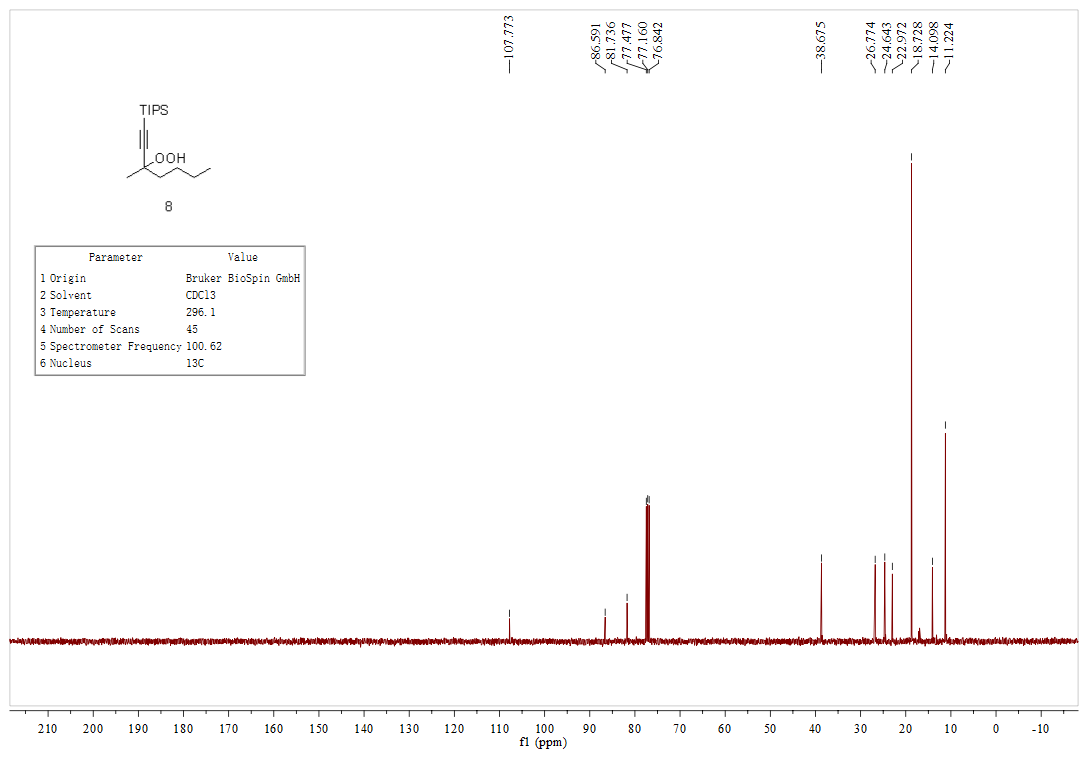 107.773
86.591
81.736
77.477
77.160
76.842
38.675
26.774
24.643
22.972
18.728
14.098
11.224
TIPS
OOH
8
Parameter Value
1 Origin Bruker BioSpin GmbH
2 Solvent CDCl3
3 Temperature 296.1
4 Number of Scans 45
5 Spectrometer Frequency 100.62
6 Nucleus 13C
210 200 190 180 170 160 150 140 130 120 110 100 90 80 70 60 50 40 30 20 10 0 -10
f1 (ppm)